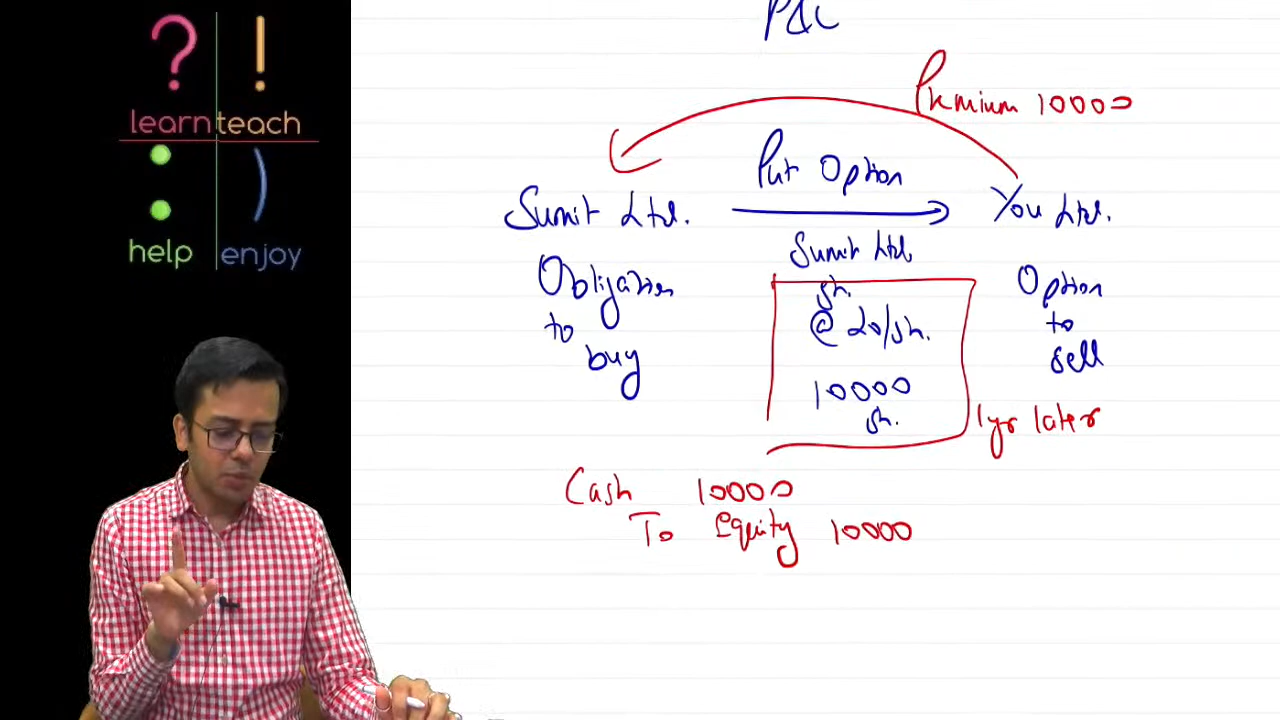 ? !
learn teach
help enjoy
P&L
Premium 10000
Put Option
Sumit Ltd. You Ltd.
Sumit Ltd
sh.
@ 20/sh.
10000
sh.
Obligation
to
buy
Option
to
sell
1yr later
Cash 10000
To Equity 10000